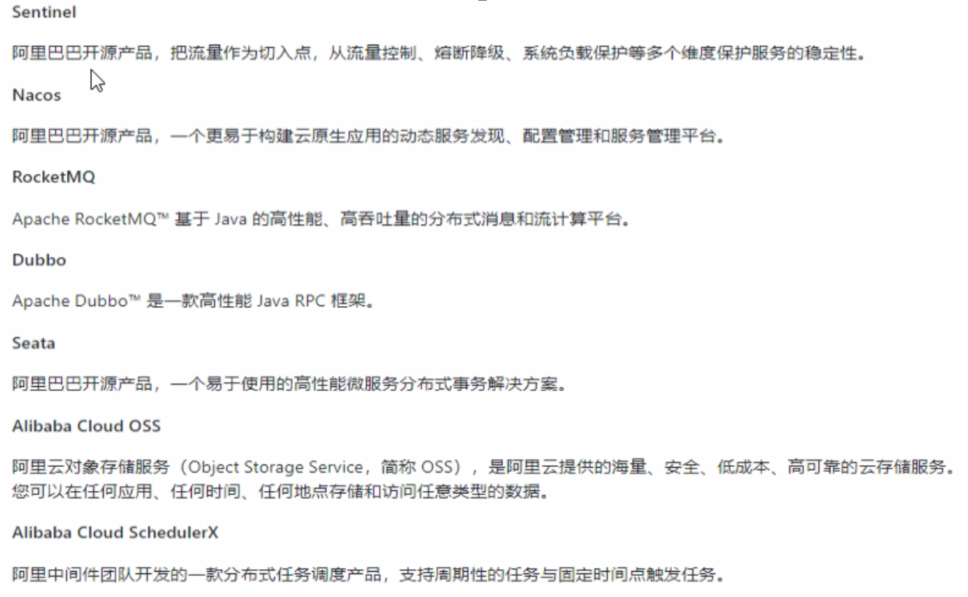 Sentinel
阿里巴巴开源产品，把流量作为切入点，从流量控制、熔断降级、系统负载保护等多个维度保护服务的稳定性。
Nacos
阿里巴巴开源产品，一个更易于构建云原生应用的动态服务发现、配置管理和服务管理平台。
RocketMQ
Apache RocketMQ™ 基于 Java 的高性能、高吞吐量的分布式消息和流计算平台。
Dubbo
Apache Dubbo™ 是一款高性能 Java RPC 框架。
Seata
阿里巴巴开源产品，一个易于使用的高性能微服务分布式事务解决方案。
Alibaba Cloud OSS
阿里云对象存储服务（Object Storage Service，简称 OSS），是阿里云提供的海量、安全、低成本、高可靠的云存储服务。
您可以在任何应用、任何时间、任何地点存储和访问任意类型的数据。
Alibaba Cloud SchedulerX
阿里中间件团队开发的一款分布式任务调度产品，支持周期性的任务与固定时间点触发任务。